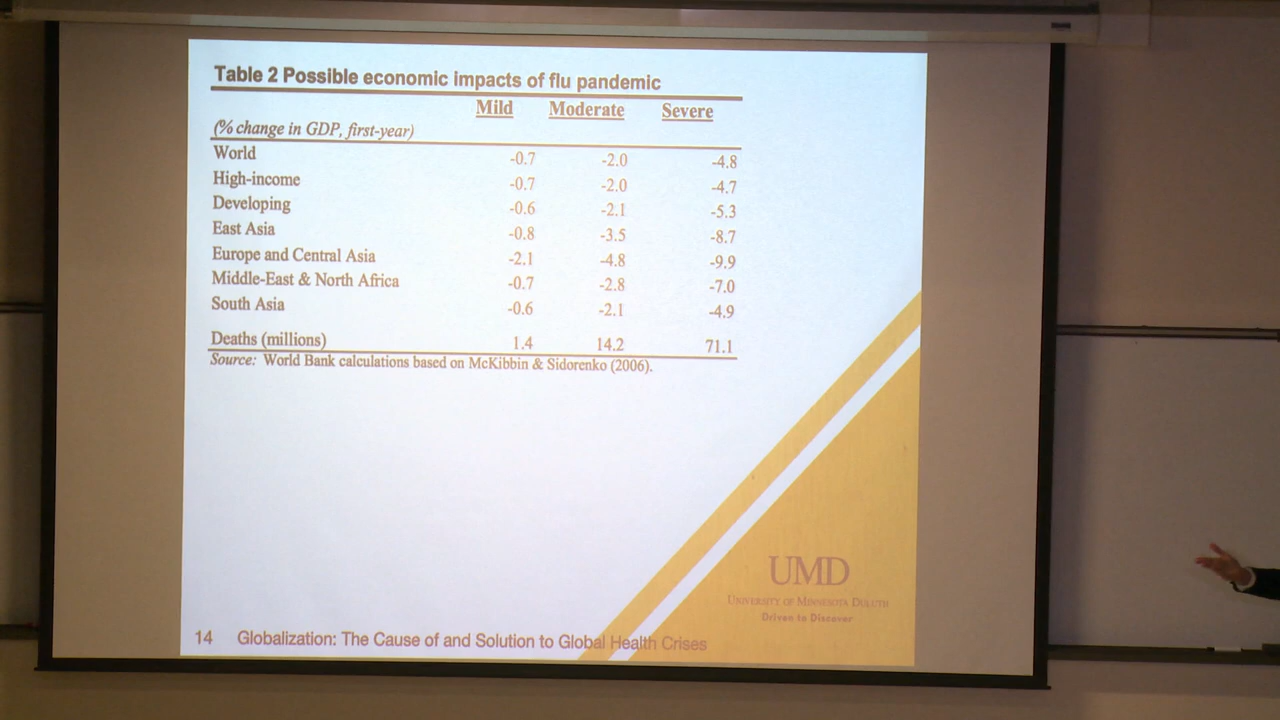 Table 2 Possible economic impacts of flu pandemic
Mild Moderate Severe
(% change in GDP, first-year)
World -0.7 -2.0 -4.8
High-income -0.7 -2.0 -4.7
Developing -0.6 -2.1 -5.3
East Asia -0.8 -3.5 -8.7
Europe and Central Asia -2.1 -4.8 -9.9
Middle-East & North Africa -0.7 -2.8 -7.0
South Asia -0.6 -2.1 -4.9
Deaths (millions) 1.4 14.2 71.1
Source: World Bank calculations based on McKibbin & Sidorenko (2006).
UMD
University of Minnesota Duluth
Driven to Discover
14 Globalization: The Cause of and Solution to Global Health Crises